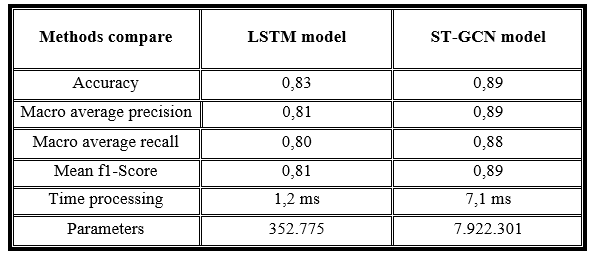 Methods compare LSTM model ST-GCN model
Accuracy 0,83 0,89
Macro average precision 0,81 0,89
Macro average recall 0,80 0,88
Mean f1-Score 0,81 0,89
Time processing 1,2 ms 7,1 ms
Parameters 352.775 7.922.301